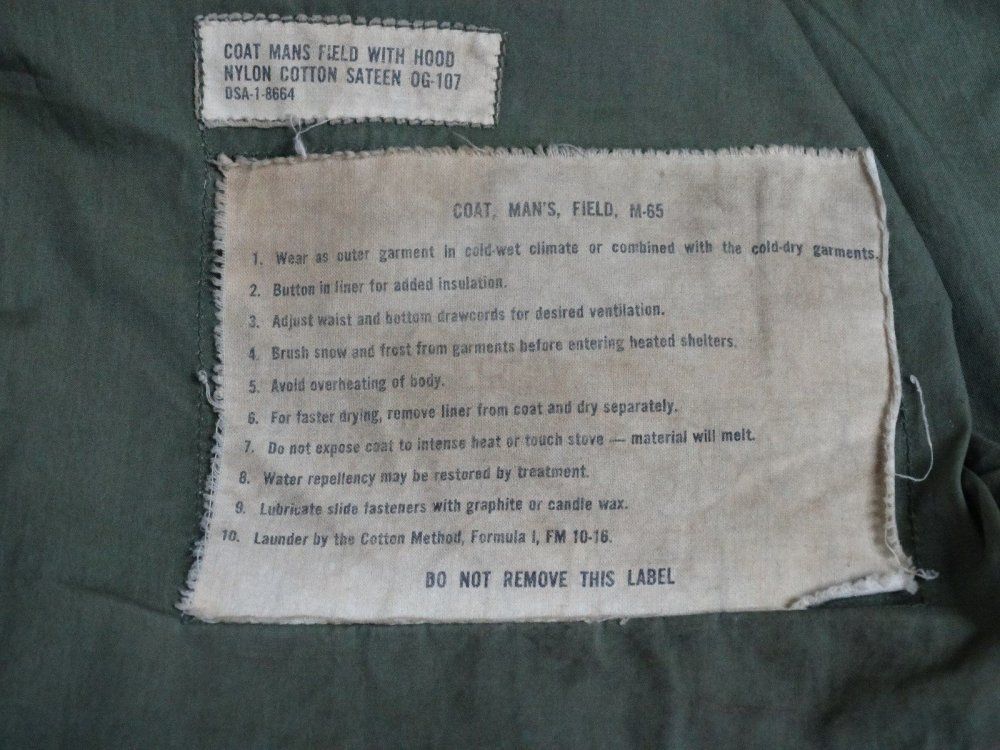 COAT MANS FIELD WITH HOOD
NYLON COTTON SATEEN OG-107
DSA-1-8664
COAT, MAN'S, FIELD, M-65
1. Wear as outer garment in cold-wet climate or combined with the cold-dry garments.
2. Button in liner for added insulation.
3. Adjust waist and bottom drawcords for desired ventilation.
4. Brush snow and frost from garments before entering heated shelters.
5. Avoid overheating of body.
6. For faster drying, remove liner from coat and dry separately.
7. Do not expose coat to intense heat or touch stove — material will melt.
8. Water repellency may be restored by treatment.
9. Lubricate slide fasteners with graphite or candle wax.
10. Launder by the Cotton Method, Formula I, FM 10-16.
DO NOT REMOVE THIS LABEL